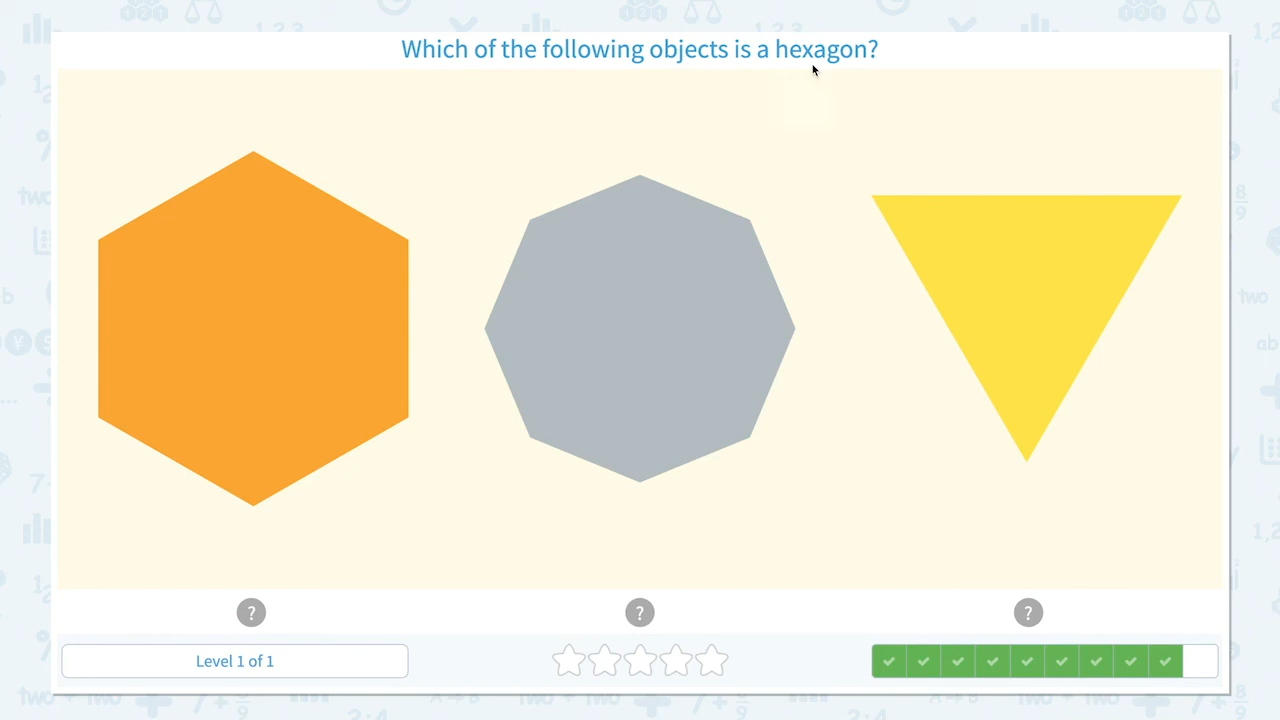 Which of the following objects is a hexagon?
? ? ?
Level 1 of 1